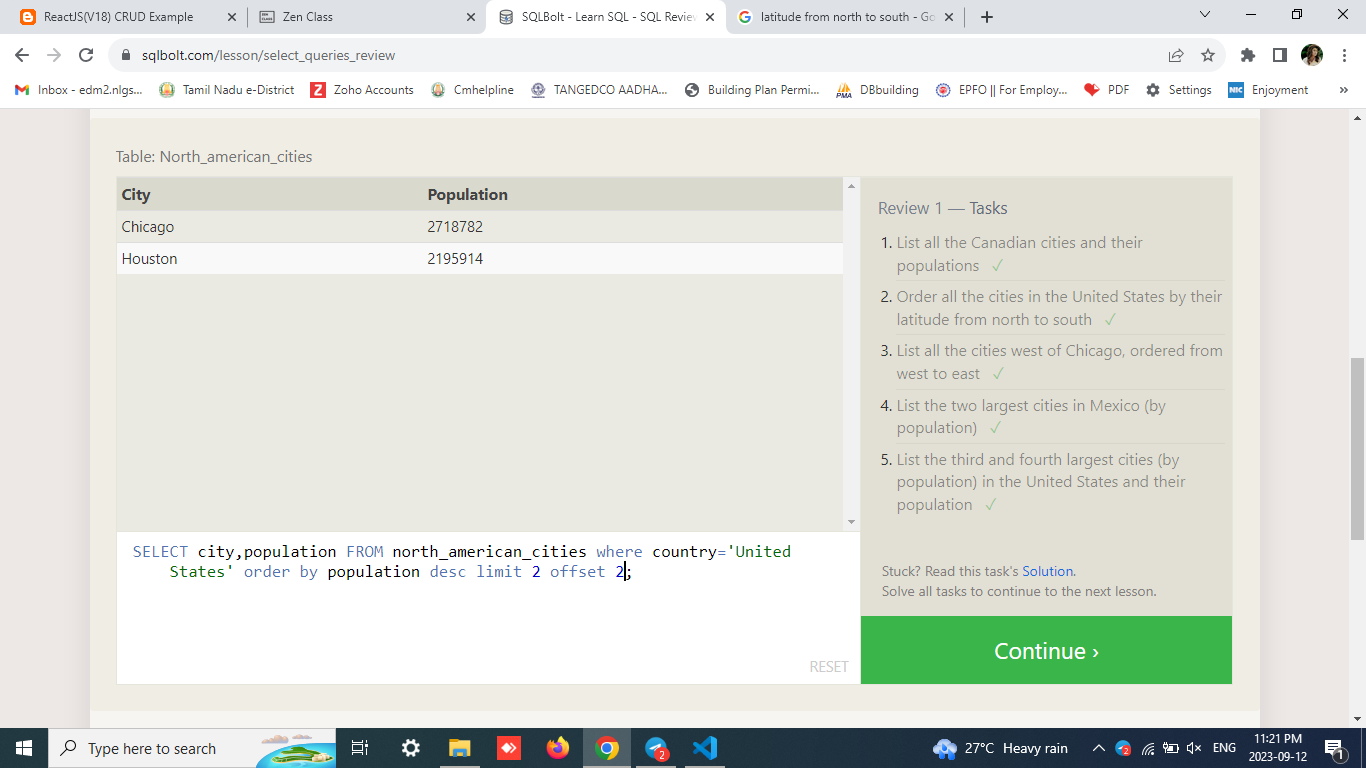 ReactJS(V18) CRUD Example
Zen Class
SQLBolt - Learn SQL - SQL Review
latitude from north to south - Go
sqlbolt.com/lesson/select_queries_review
Inbox - edm2.nlgs...
Tamil Nadu e-District
Zoho Accounts
Cmhelpline
TANGEDCO AADHA...
Building Plan Permi...
DBbuilding
EPFO || For Employ...
PDF
Settings
Enjoyment
»
Table: North_american_cities
City Population
Chicago 2718782
Houston 2195914
SELECT city,population FROM north_american_cities where country='United
States' order by population desc limit 2 offset 2;
RESET
Review 1 — Tasks
1. List all the Canadian cities and their
populations ✓
2. Order all the cities in the United States by their
latitude from north to south ✓
3. List all the cities west of Chicago, ordered from
west to east ✓
4. List the two largest cities in Mexico (by
population) ✓
5. List the third and fourth largest cities (by
population) in the United States and their
population ✓
Stuck? Read this task's Solution.
Solve all tasks to continue to the next lesson.
Continue ›
Type here to search
2
27°C Heavy rain
2
ENG
11:21 PM
2023-09-12
1